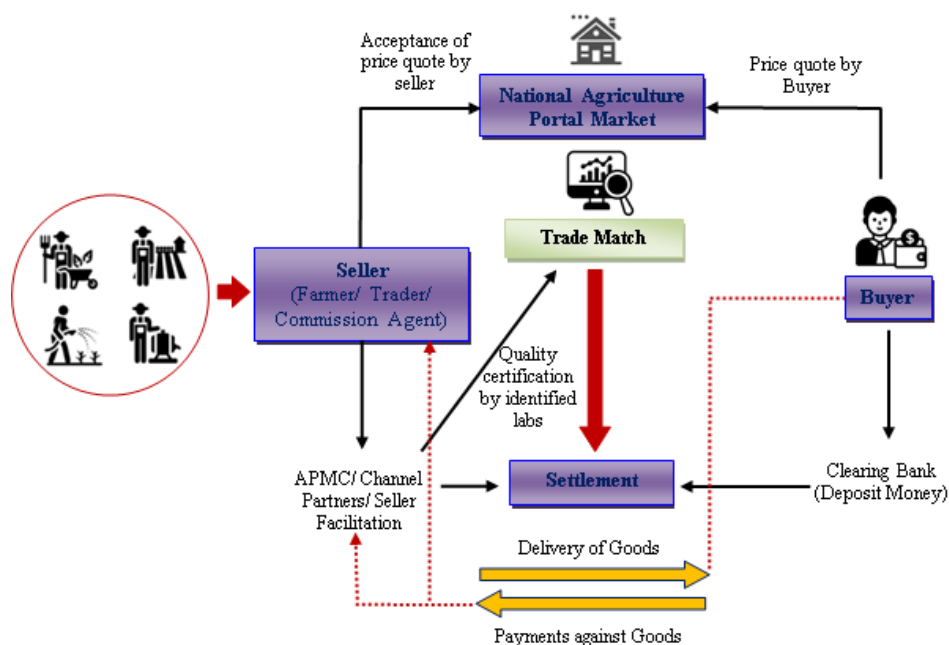 Acceptance of
price quote by
seller
National Agriculture
Portal Market
Price quote by
Buyer
Trade Match
Seller
(Farmer/ Trader/
Commission Agent)
Buyer
Quality
certification
by identified
labs
APMC/ Channel
Partners/ Seller
Facilitation
Settlement
Clearing Bank
(Deposit Money)
Delivery of Goods
Payments against Goods